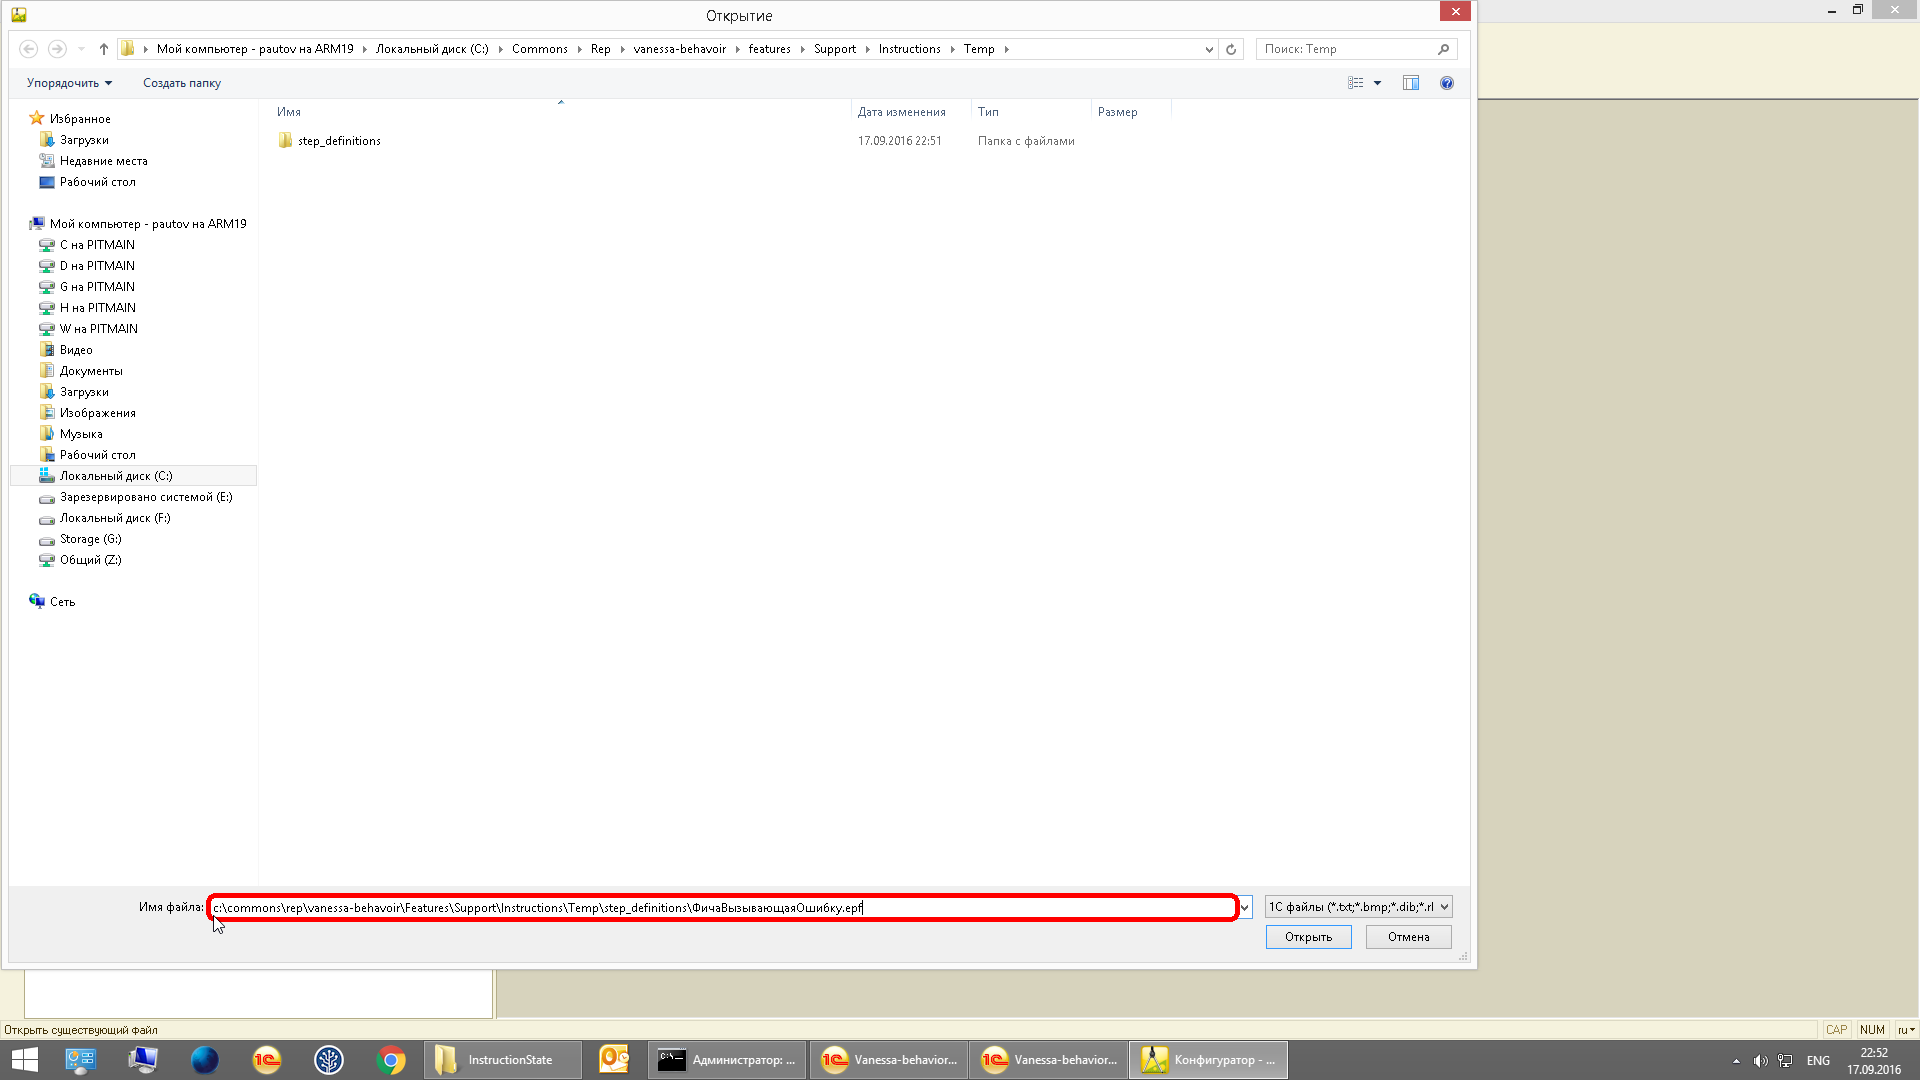 Открытие
Мой компьютер - pautov на ARM19
Локальный диск (C:)
Commons
Rep
vanessa-behavoir
features
Support
Instructions
Temp
Поиск: Temp
Упорядочить
Создать папку
Имя
Дата изменения
Тип
Размер
step_definitions
17.09.2016 22:51
Папка с файлами
Избранное
Загрузки
Недавние места
Рабочий стол
Мой компьютер - pautov на ARM19
C на PITMAIN
D на PITMAIN
G на PITMAIN
H на PITMAIN
W на PITMAIN
Видео
Документы
Загрузки
Изображения
Музыка
Рабочий стол
Локальный диск (C:)
Зарезервировано системой (E:)
Локальный диск (F:)
Storage (G:)
Общий (Z:)
Сеть
Имя файла:
c:\commons\rep\vanessa-behavoir\Features\Support\Instructions\Temp\step_definitions\ФичаВызывающаяОшибку.epf
1C файлы (*.txt;*.bmp;*.dib;*.rl
Открыть
Отмена
Открыть существующий файл
CAP
NUM
ru
InstructionState
Администратор: ...
Vanessa-behavior...
Vanessa-behavior...
Конфигуратор - ...
ENG
22:52
17.09.2016